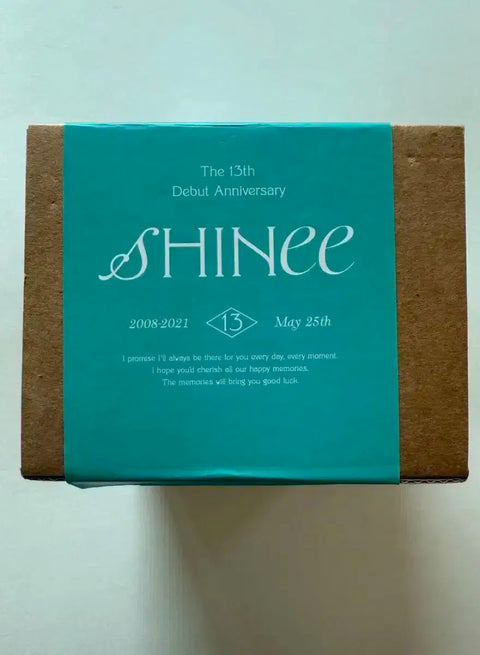 The 13th
Debut Anniversary
SHINee
2008-2021 13 May 25th
I promise I'll always be there for you every day, every moment.
I hope you'd cherish all our happy memories.
The memories will bring you good luck.